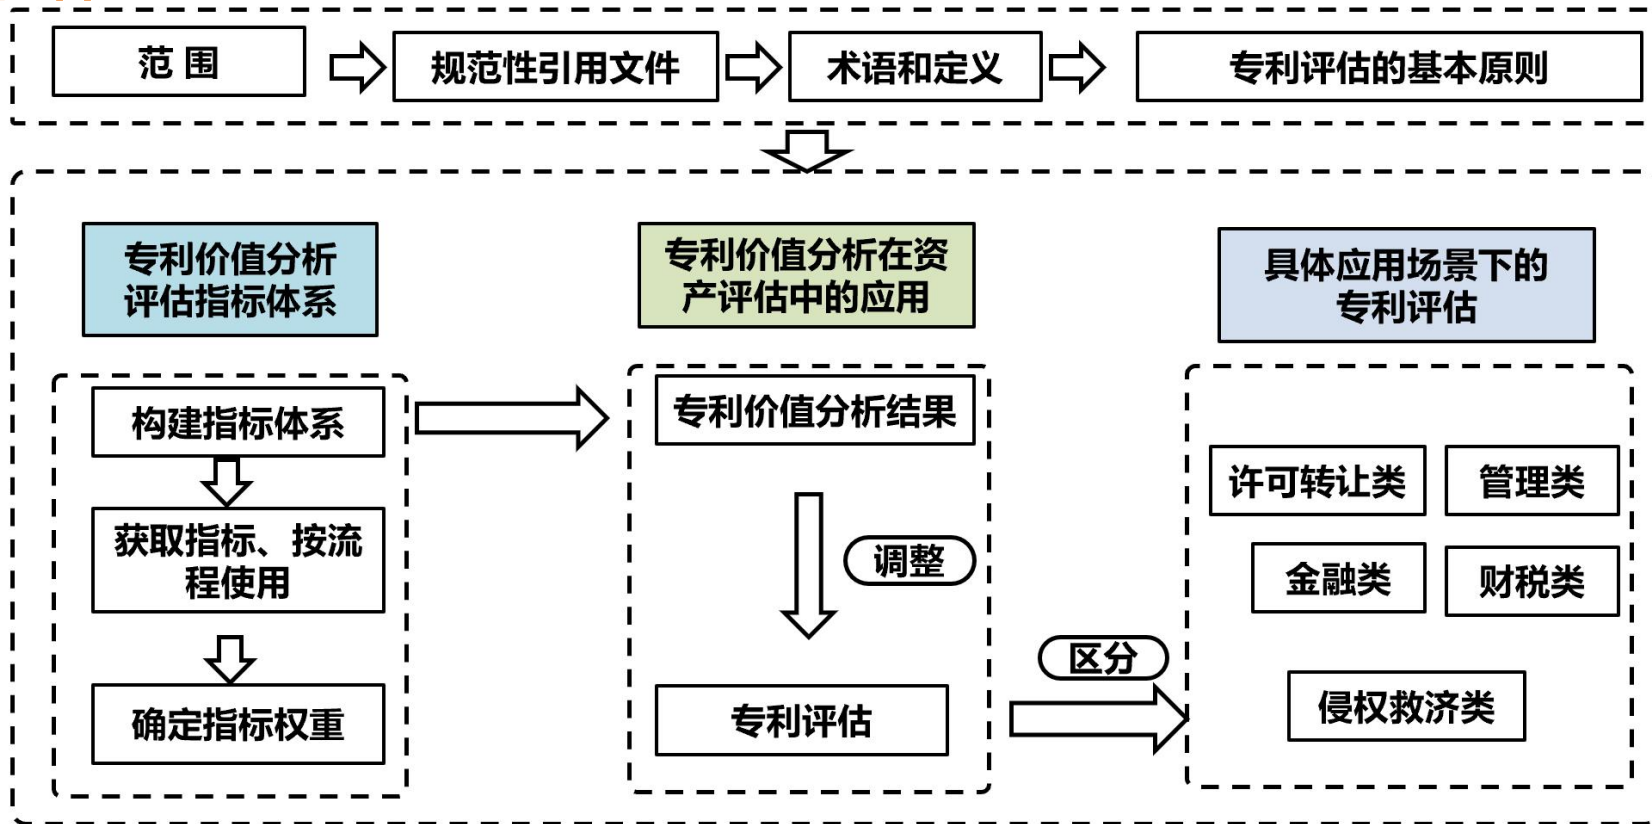 范 围
规范性引用文件
术语和定义
专利评估的基本原则
专利价值分析
评估指标体系
专利价值分析在资
产评估中的应用
具体应用场景下的
专利评估
构建指标体系
获取指标、按流
程使用
确定指标权重
专利价值分析结果
调整
专利评估
区分
许可转让类
管理类
金融类
财税类
侵权救济类